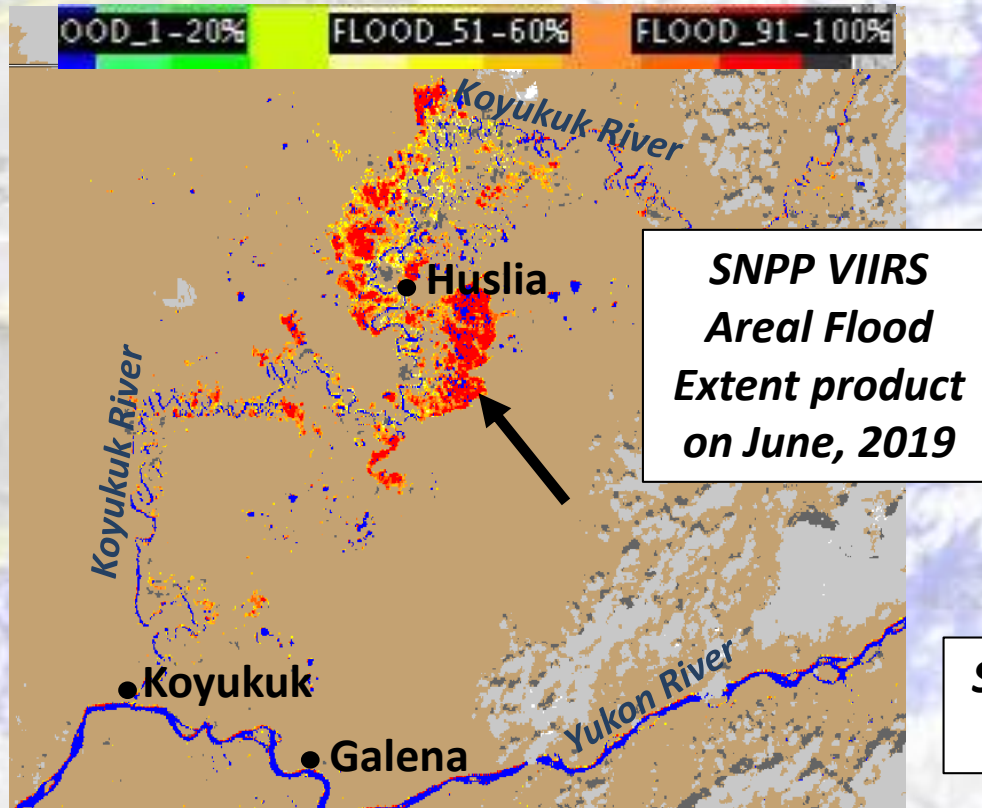 OOD_1-20% FLOOD_51-60% FLOOD_91-100%
Koyukuk River
Huslia
SNPP VIIRS
Areal Flood
Extent product
on June, 2019
Koyukuk River
Koyukuk
Yukon River
Galena
S